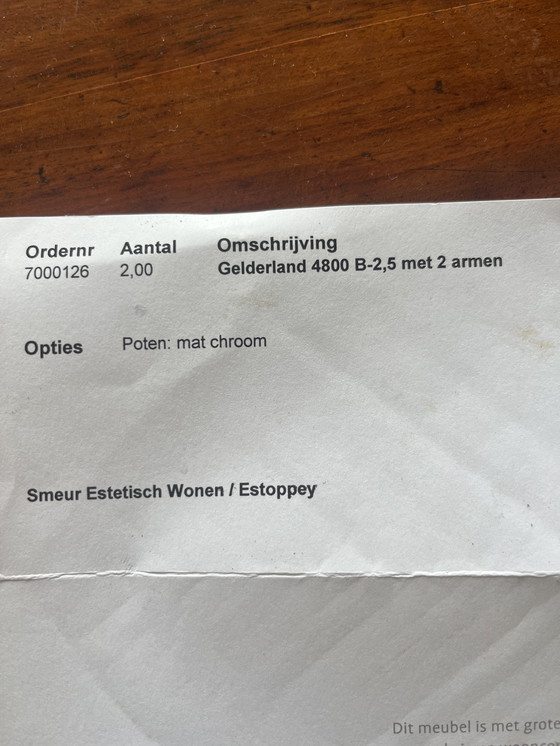 Ordernr Aantal Omschrijving
7000126 2,00 Gelderland 4800 B-2,5 met 2 armen
Opties Poten: mat chroom
Smeur Estetisch Wonen / Estoppey
Dit meubel is met grote